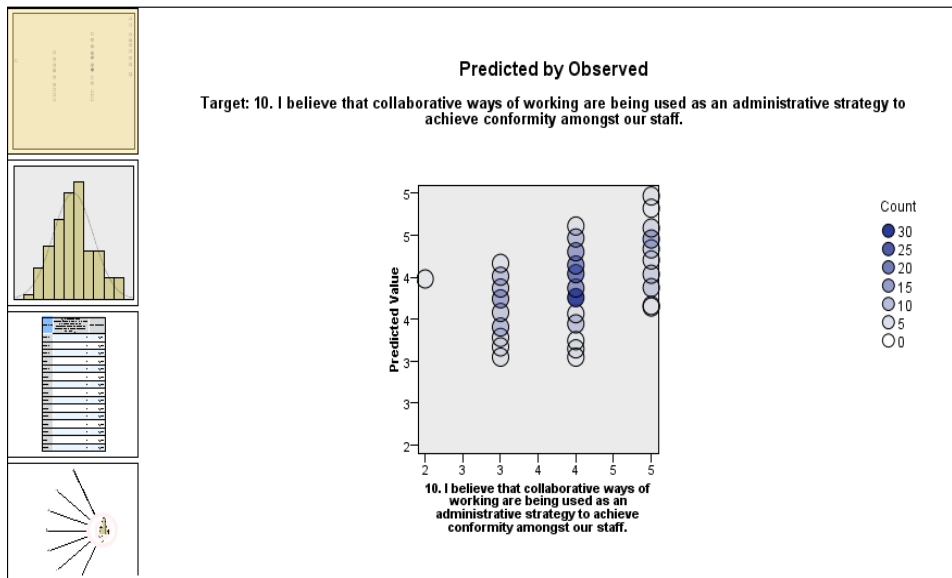 Predicted by Observed
Target: 10. I believe that collaborative ways of working are being used as an administrative strategy to
achieve conformity amongst our staff.
Predicted Value
5
5
4
4
3
3
2
2 3 3 4 4 5 5
10. I believe that collaborative ways of
working are being used as an
administrative strategy to achieve
conformity amongst our staff.
Count
30
25
20
15
10
5
0